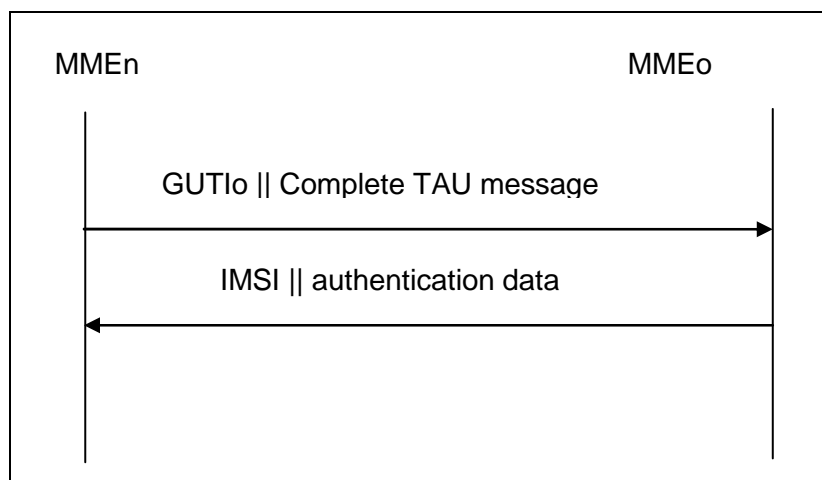 MMEn
MMEo
GUTIo || Complete TAU message
IMSI || authentication data